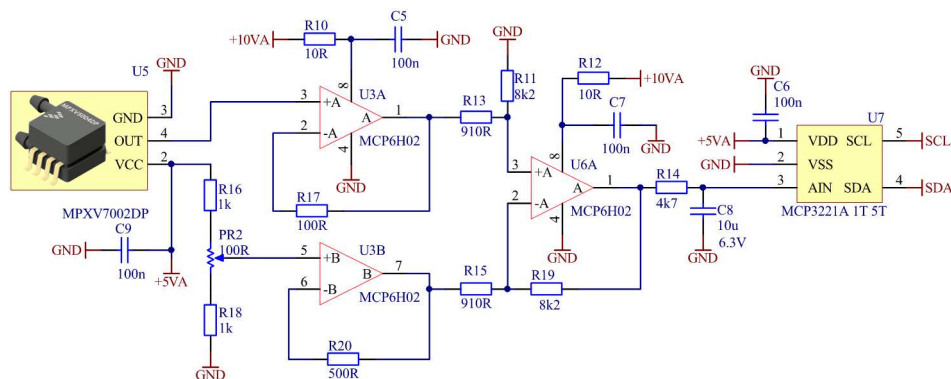 R10
+10VA
10R
C5
100n
GND
U5
GND
MPXV5004DP
GND 3
OUT 4
VCC 2
MPXV7002DP
C9
GND
100n
+5VA
R16
1k
PR2
100R
R18
1k
GND
U3A
8
3 +A
2 -A
A 1
MCP6H02
4
GND
R17
100R
U3B
5 +B
6 -B
B 7
MCP6H02
R20
500R
GND
R11
8k2
R13
910R
R15
910R
R12
10R
+10VA
C7
100n
GND
8
U6A
3 +A
2 -A
A 1
MCP6H02
4
GND
R19
8k2
R14
4k7
C8
10u
6.3V
GND
GND
C6
100n
U7
+5VA 1 VDD SCL 5 SCL
GND 2 VSS
3 AIN SDA 4 SDA
MCP3221A 1T 5T